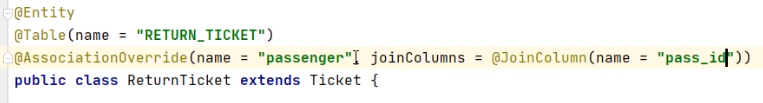 @Entity
@Table(name = "RETURN_TICKET")
@AssociationOverride(name = "passenger", joinColumns = @JoinColumn(name = "pass_id"))
public class ReturnTicket extends Ticket {